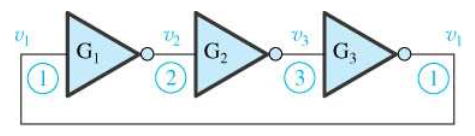 v₁ v₂ v₃ v₁
G₁ G₂ G₃
1 2 3 1